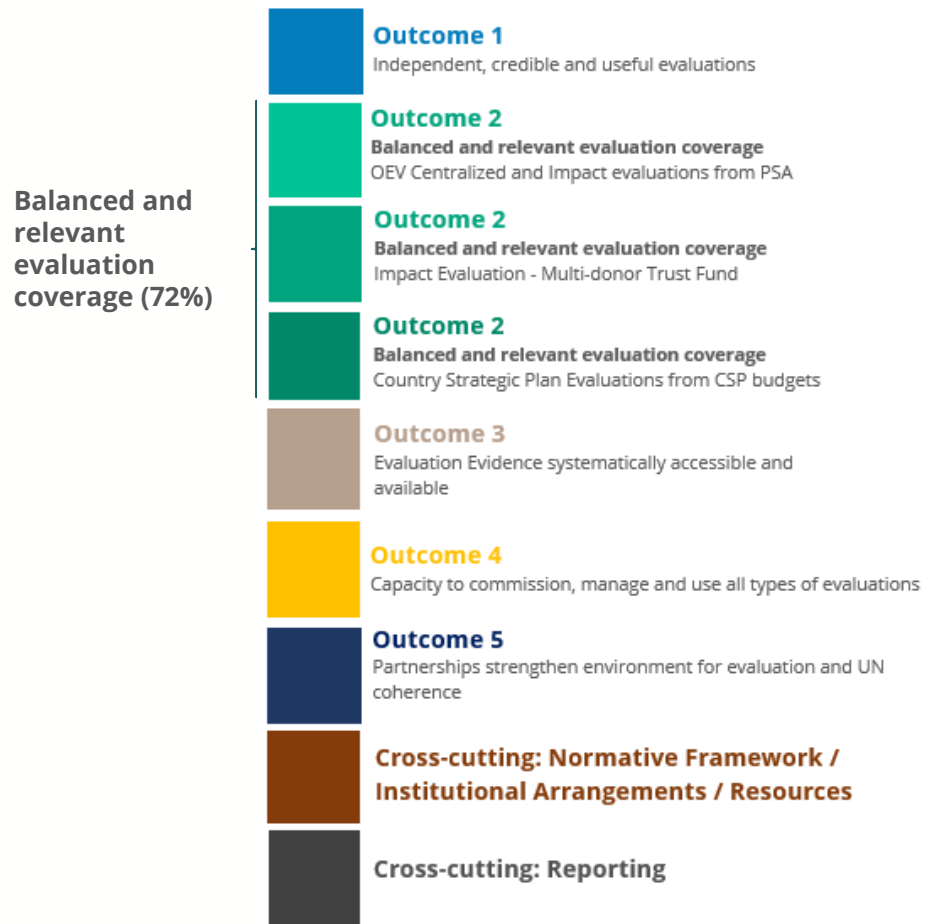 Outcome 1
Independent, credible and useful evaluations
Outcome 2
Balanced and relevant evaluation coverage
OEV Centralized and Impact evaluations from PSA
Balanced and
relevant
evaluation
coverage (72%)
Outcome 2
Balanced and relevant evaluation coverage
Impact Evaluation - Multi-donor Trust Fund
Outcome 2
Balanced and relevant evaluation coverage
Country Strategic Plan Evaluations from CSP budgets
Outcome 3
Evaluation Evidence systematically accessible and
available
Outcome 4
Capacity to commission, manage and use all types of evaluations
Outcome 5
Partnerships strengthen environment for evaluation and UN
coherence
Cross-cutting: Normative Framework /
Institutional Arrangements / Resources
Cross-cutting: Reporting